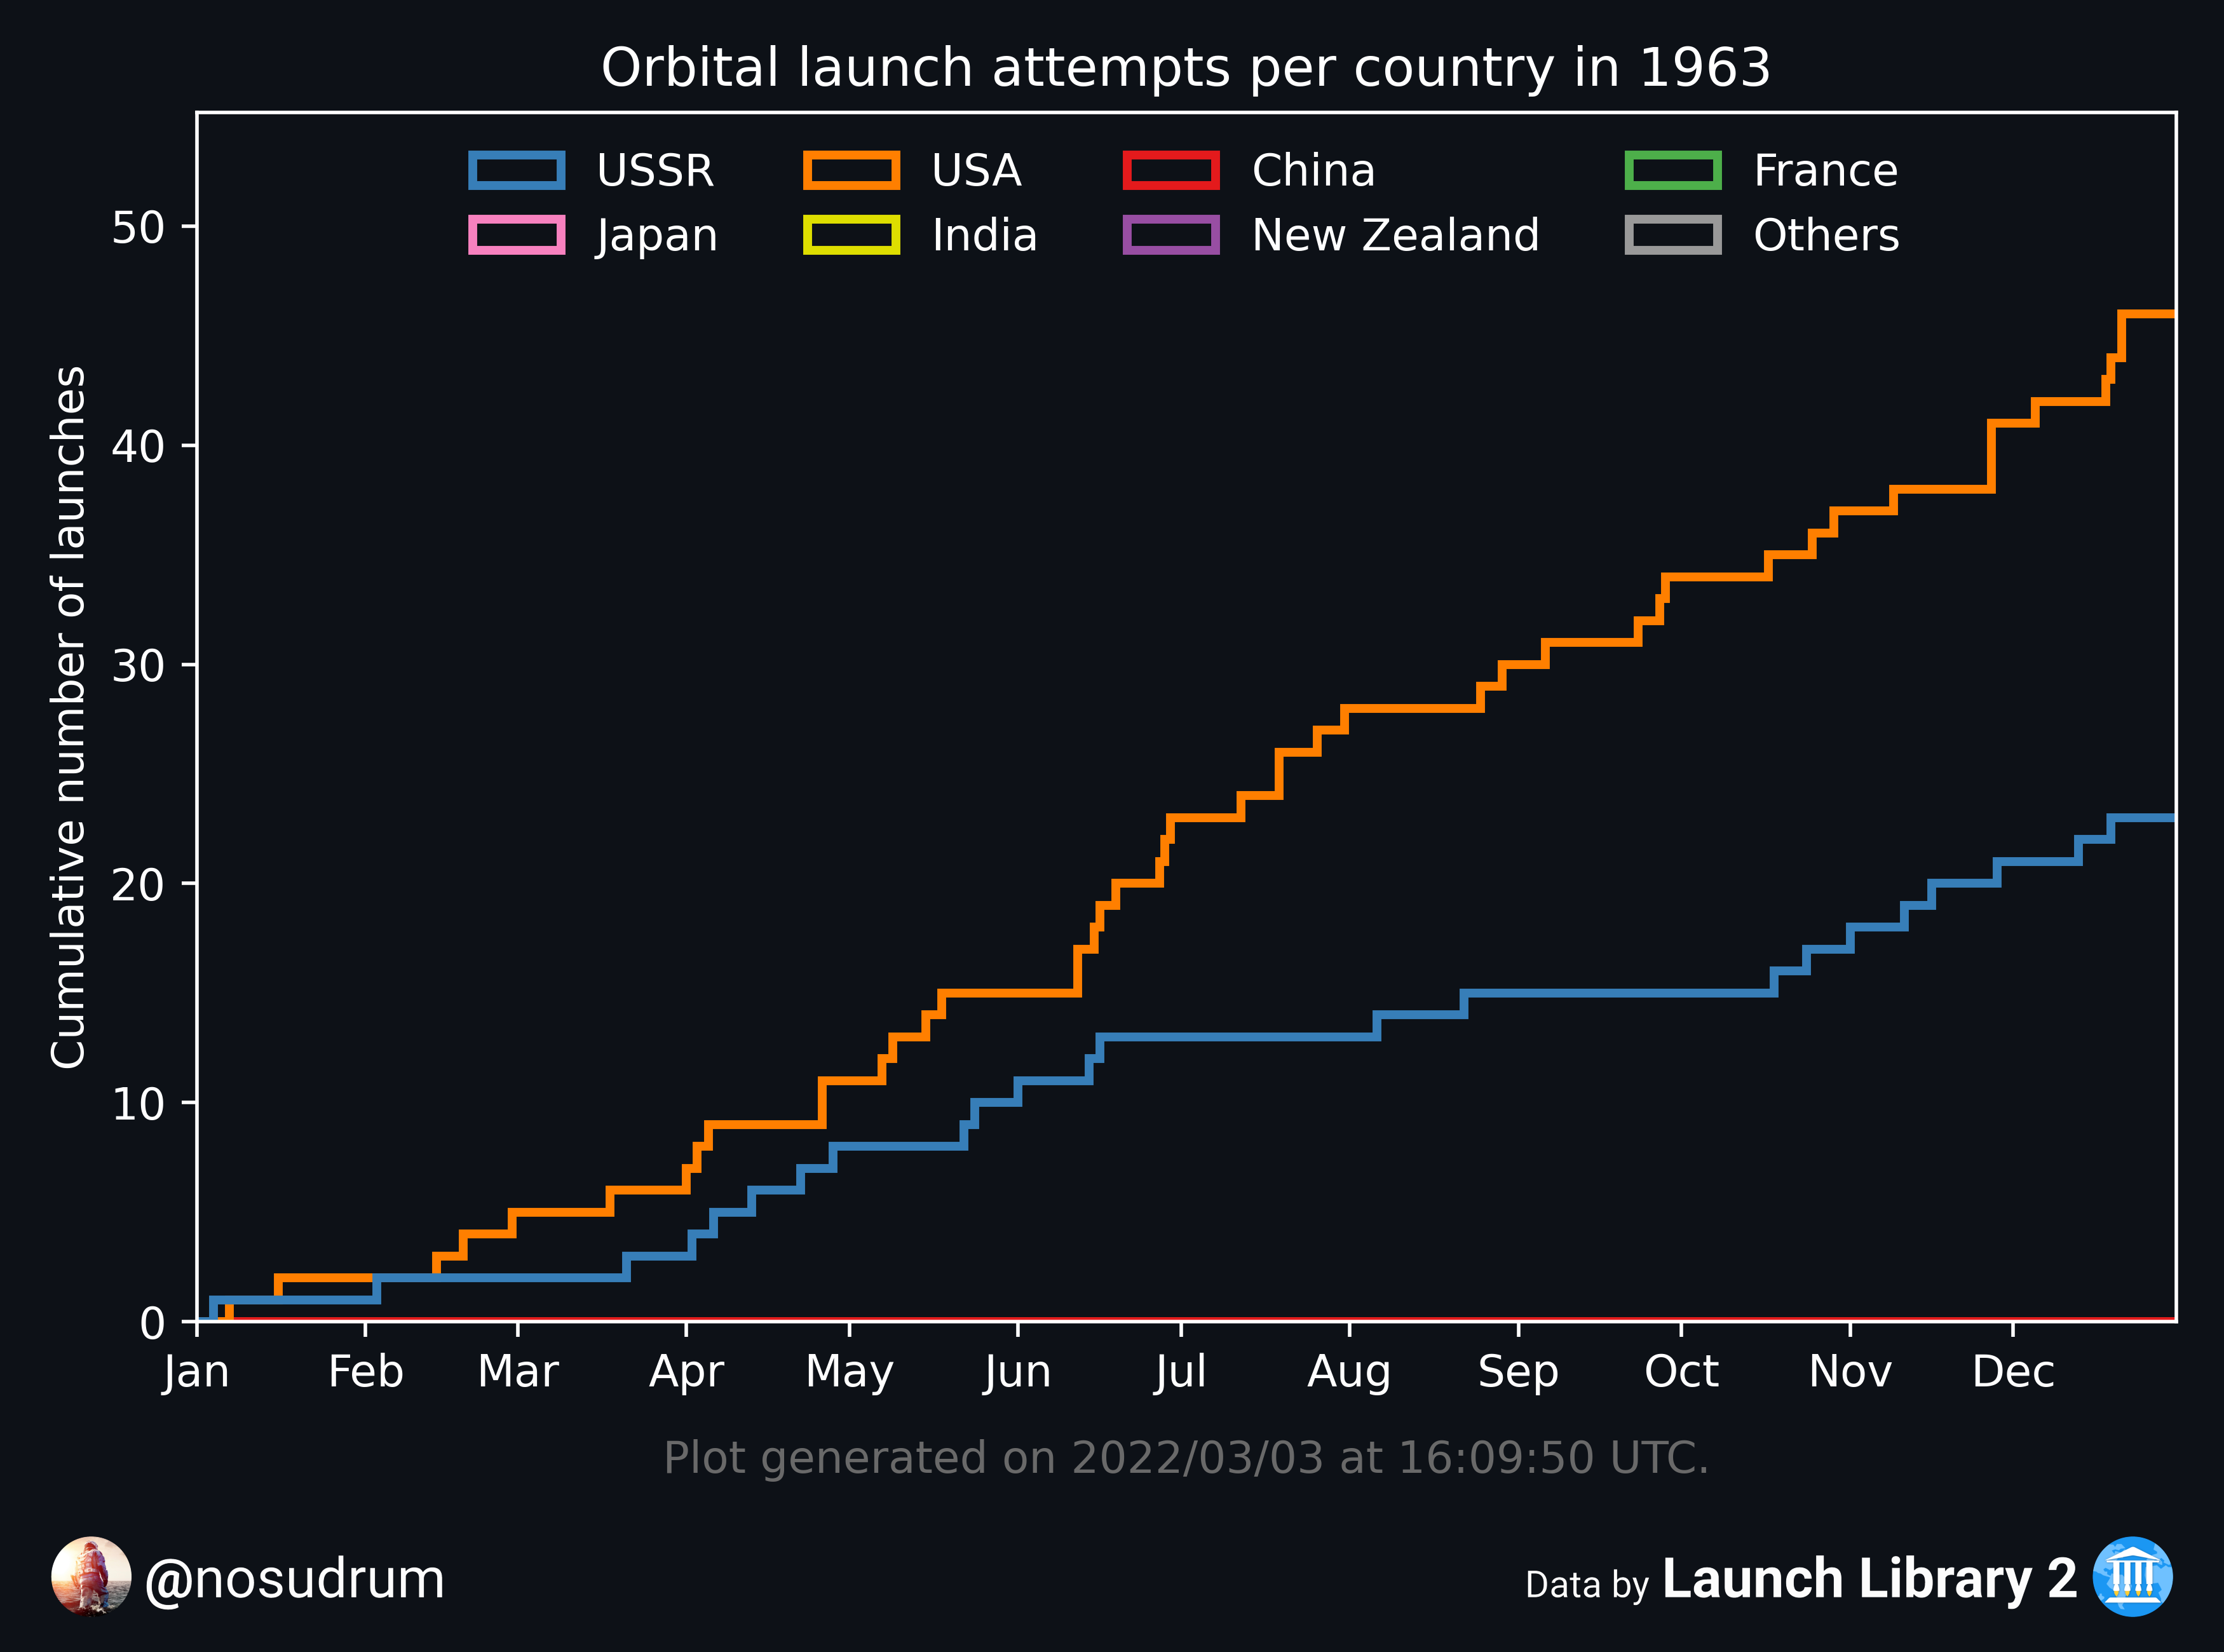 Orbital launch attempts per country in 1963
USSR USA China France
Japan India New Zealand Others
Cumulative number of launches
50
40
30
20
10
0
Jan Feb Mar Apr May Jun Jul Aug Sep Oct Nov Dec
Plot generated on 2022/03/03 at 16:09:50 UTC.
@nosudrum
Data by Launch Library 2